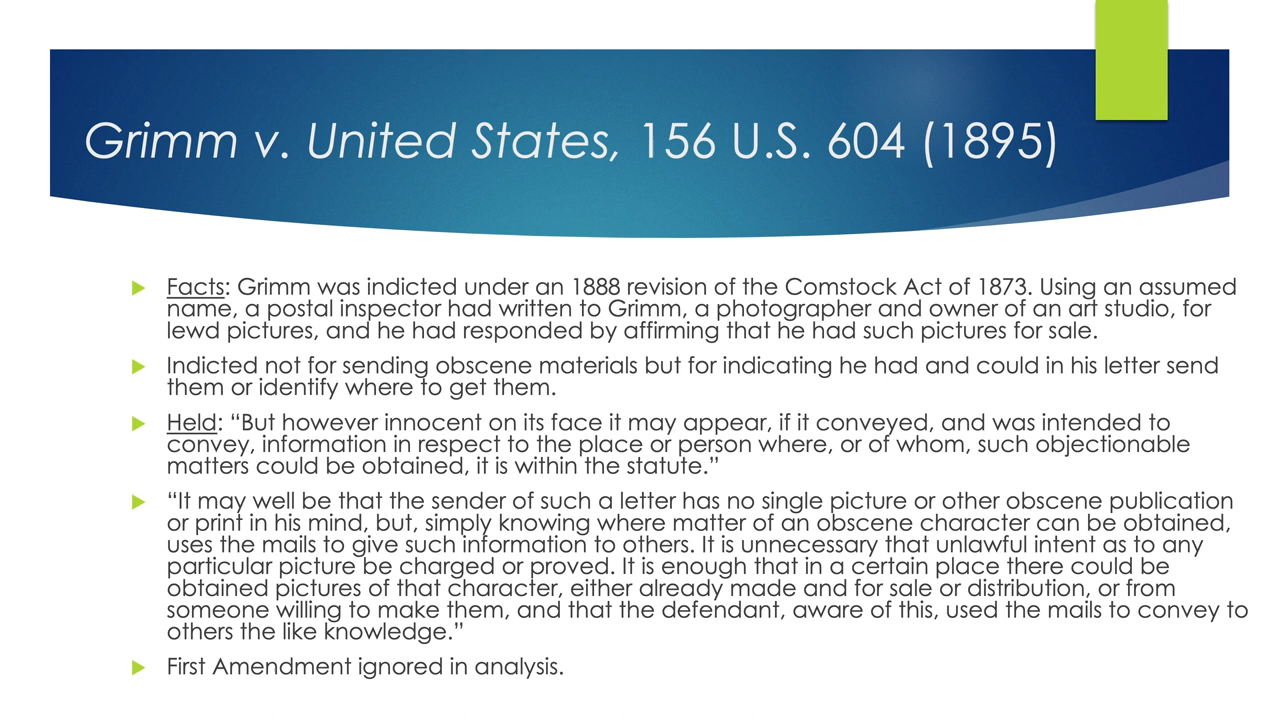 Grimm v. United States, 156 U.S. 604 (1895)
Facts: Grimm was indicted under an 1888 revision of the Comstock Act of 1873. Using an assumed
name, a postal inspector had written to Grimm, a photographer and owner of an art studio, for
lewd pictures, and he had responded by affirming that he had such pictures for sale.
Indicted not for sending obscene materials but for indicating he had and could in his letter send
them or identify where to get them.
Held: “But however innocent on its face it may appear, if it conveyed, and was intended to
convey, information in respect to the place or person where, or of whom, such objectionable
matters could be obtained, it is within the statute.”
“It may well be that the sender of such a letter has no single picture or other obscene publication
or print in his mind, but, simply knowing where matter of an obscene character can be obtained,
uses the mails to give such information to others. It is unnecessary that unlawful intent as to any
particular picture be charged or proved. It is enough that in a certain place there could be
obtained pictures of that character, either already made and for sale or distribution, or from
someone willing to make them, and that the defendant, aware of this, used the mails to convey to
others the like knowledge.”
First Amendment ignored in analysis.